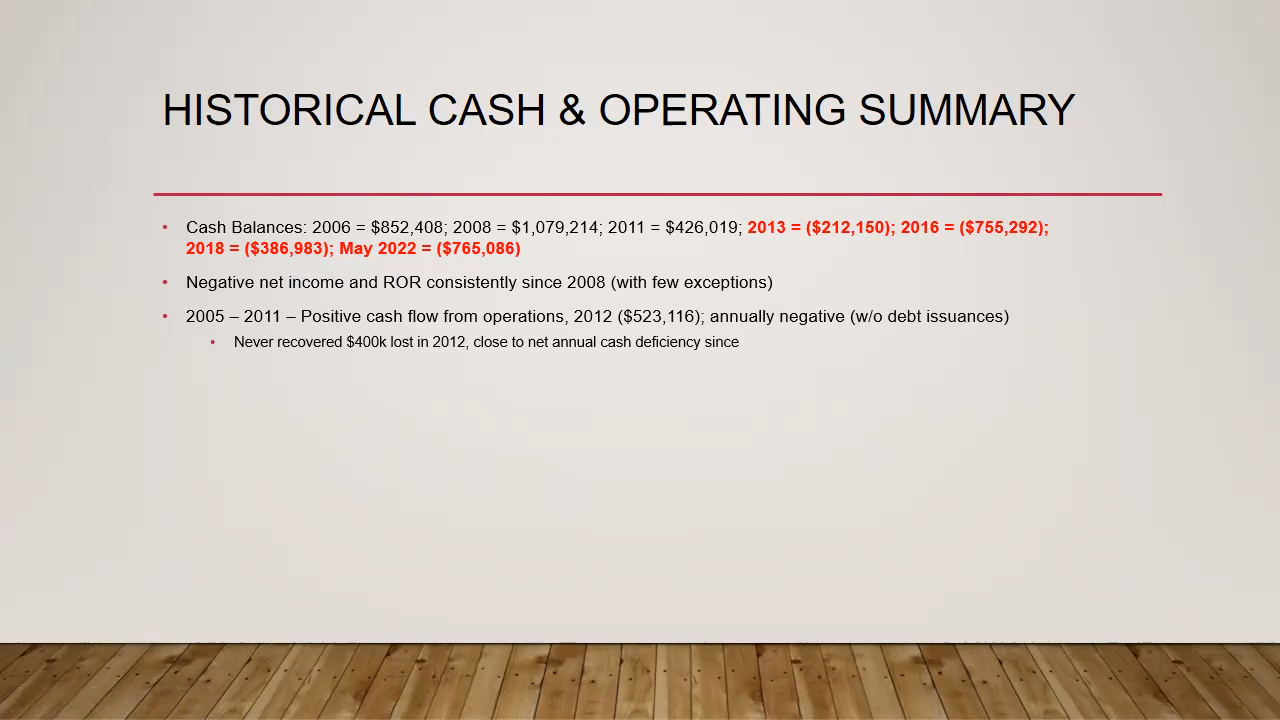 HISTORICAL CASH & OPERATING SUMMARY
• Cash Balances: 2006 = $852,408; 2008 = $1,079,214; 2011 = $426,019; 2013 = ($212,150); 2016 = ($755,292);
2018 = ($386,983); May 2022 = ($765,086)
• Negative net income and ROR consistently since 2008 (with few exceptions)
• 2005 – 2011 – Positive cash flow from operations, 2012 ($523,116); annually negative (w/o debt issuances)
• Never recovered $400k lost in 2012, close to net annual cash deficiency since